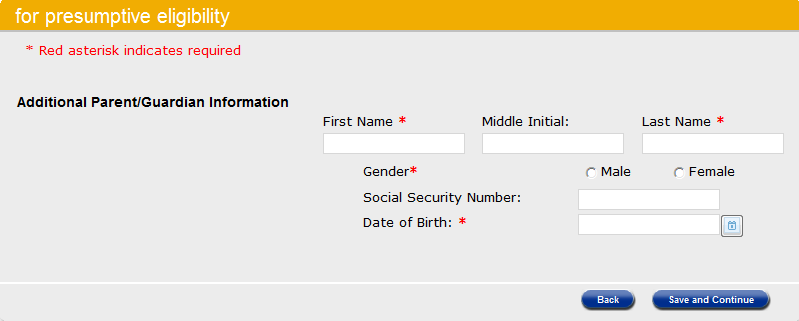 for presumptive eligibility
* Red asterisk indicates required
Additional Parent/Guardian Information
First Name * Middle Initial: Last Name *
Gender* Male Female
Social Security Number:
Date of Birth: *
Back Save and Continue